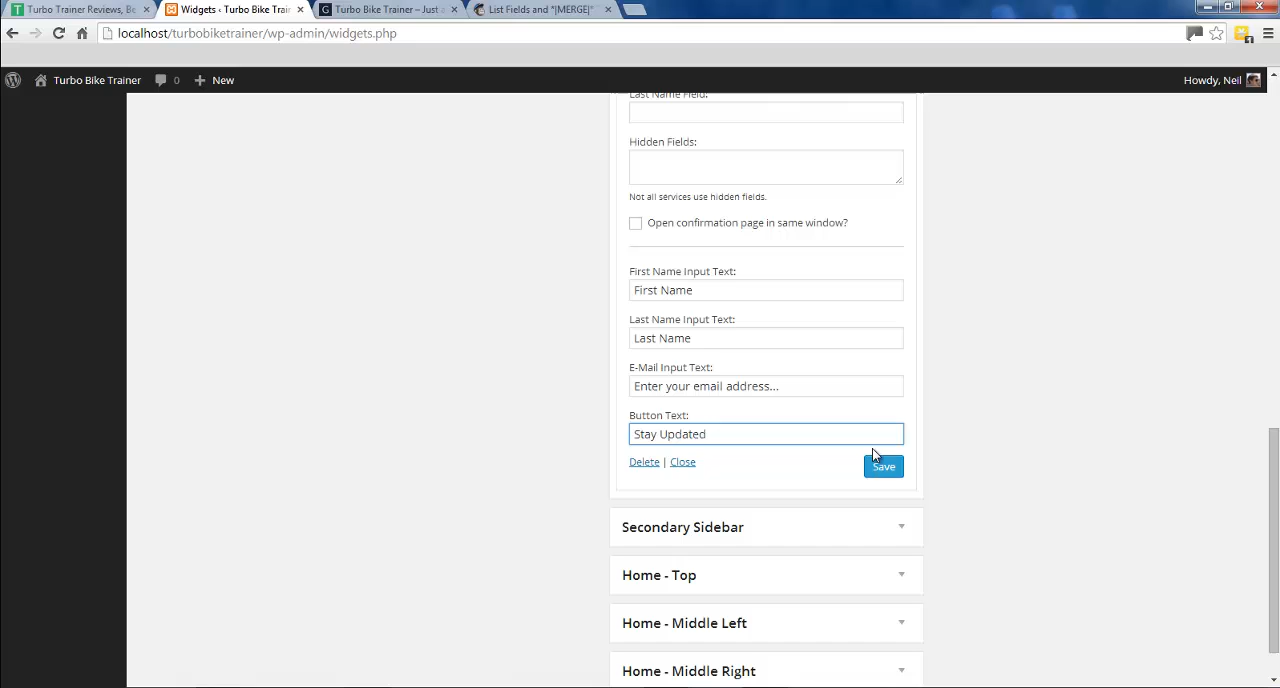 Turbo Trainer Reviews, Be
Widgets ‹ Turbo Bike Train
Turbo Bike Trainer – Just a
List Fields and *|MERGE|*
localhost/turbobiketrainer/wp-admin/widgets.php
Turbo Bike Trainer 0 New Howdy, Neil
Last Name Field:
Hidden Fields:
Not all services use hidden fields.
Open confirmation page in same window?
First Name Input Text:
First Name
Last Name Input Text:
Last Name
E-Mail Input Text:
Enter your email address...
Button Text:
Stay Updated
Delete | Close Save
Secondary Sidebar
Home - Top
Home - Middle Left
Home - Middle Right